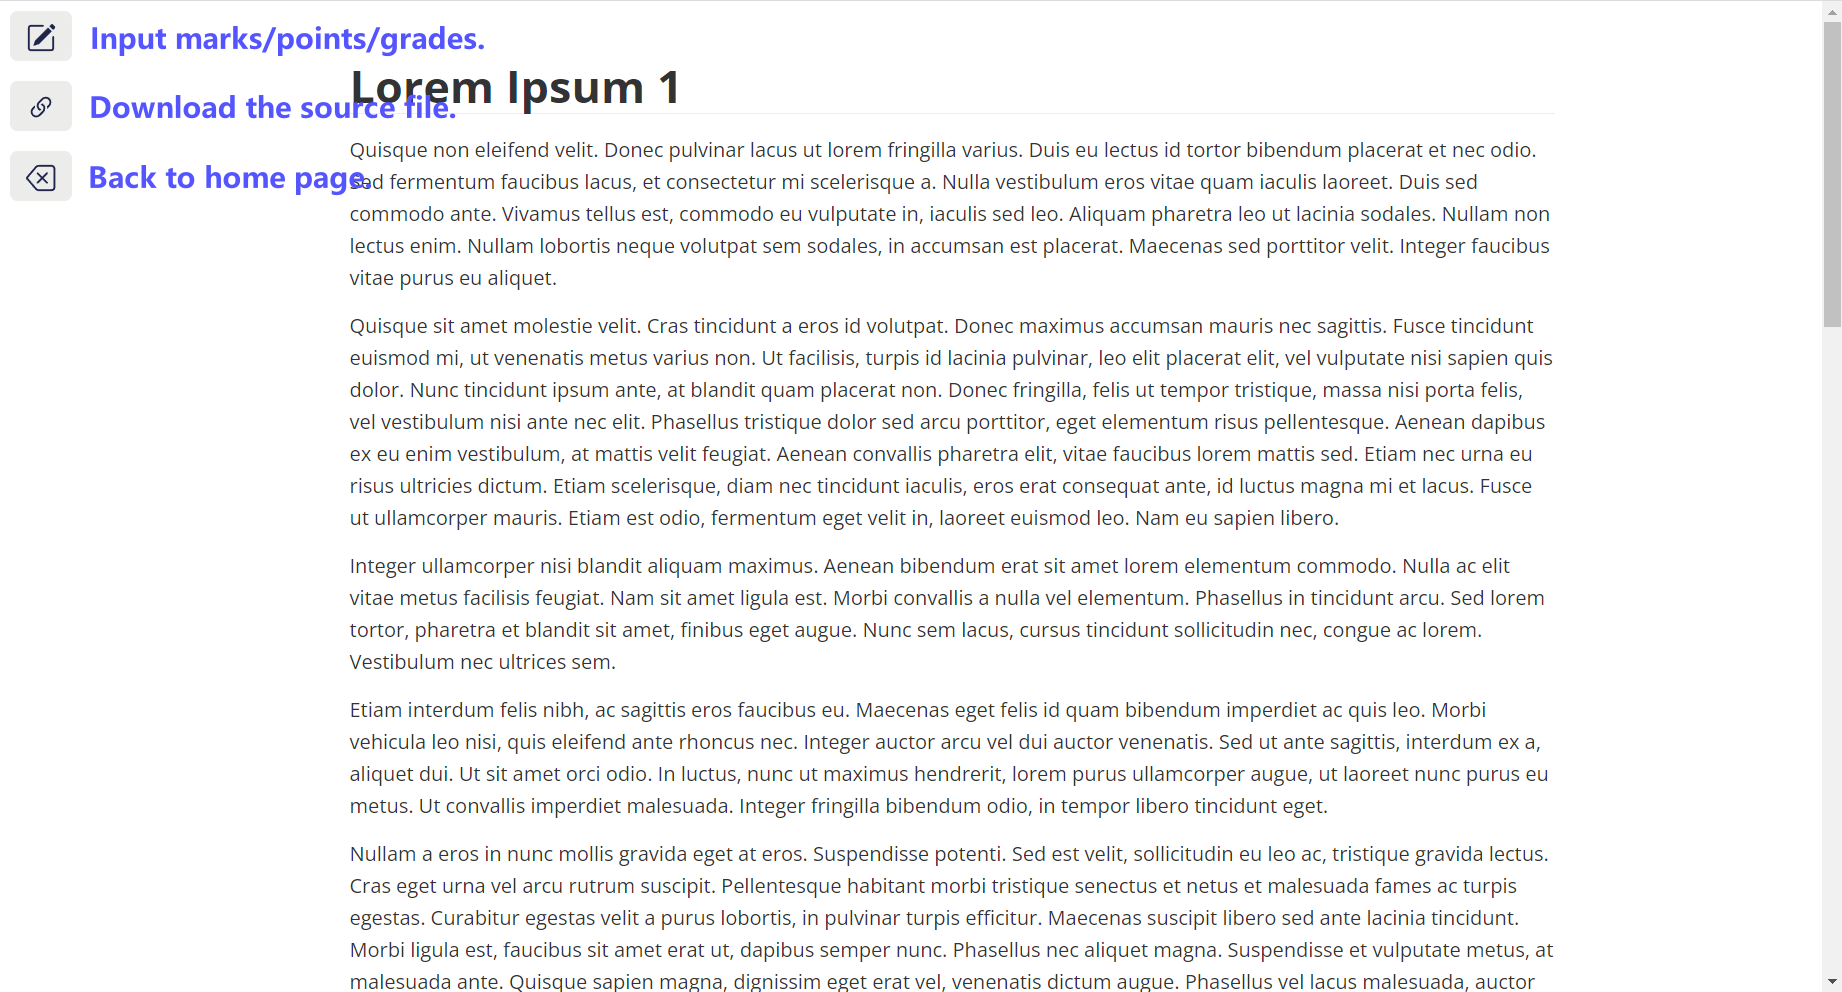 Input marks/points/grades.
Lorem Ipsum 1
Download the source file.
Back to home page.
Quisque non eleifend velit. Donec pulvinar lacus ut lorem fringilla varius. Duis eu lectus id tortor bibendum placerat et nec odio.
Sed fermentum faucibus lacus, et consectetur mi scelerisque a. Nulla vestibulum eros vitae quam iaculis laoreet. Duis sed
commodo ante. Vivamus tellus est, commodo eu vulputate in, iaculis sed leo. Aliquam pharetra leo ut lacinia sodales. Nullam non
lectus enim. Nullam lobortis neque volutpat sem sodales, in accumsan est placerat. Maecenas sed porttitor velit. Integer faucibus
vitae purus eu aliquet.
Quisque sit amet molestie velit. Cras tincidunt a eros id volutpat. Donec maximus accumsan mauris nec sagittis. Fusce tincidunt
euismod mi, ut venenatis metus varius non. Ut facilisis, turpis id lacinia pulvinar, leo elit placerat elit, vel vulputate nisi sapien quis
dolor. Nunc tincidunt ipsum ante, at blandit quam placerat non. Donec fringilla, felis ut tempor tristique, massa nisi porta felis,
vel vestibulum nisi ante nec elit. Phasellus tristique dolor sed arcu porttitor, eget elementum risus pellentesque. Aenean dapibus
ex eu enim vestibulum, at mattis velit feugiat. Aenean convallis pharetra elit, vitae faucibus lorem mattis sed. Etiam nec urna eu
risus ultricies dictum. Etiam scelerisque, diam nec tincidunt iaculis, eros erat consequat ante, id luctus magna mi et lacus. Fusce
ut ullamcorper mauris. Etiam est odio, fermentum eget velit in, laoreet euismod leo. Nam eu sapien libero.
Integer ullamcorper nisi blandit aliquam maximus. Aenean bibendum erat sit amet lorem elementum commodo. Nulla ac elit
vitae metus facilisis feugiat. Nam sit amet ligula est. Morbi convallis a nulla vel elementum. Phasellus in tincidunt arcu. Sed lorem
tortor, pharetra et blandit sit amet, finibus eget augue. Nunc sem lacus, cursus tincidunt sollicitudin nec, congue ac lorem.
Vestibulum nec ultrices sem.
Etiam interdum felis nibh, ac sagittis eros faucibus eu. Maecenas eget felis id quam bibendum imperdiet ac quis leo. Morbi
vehicula leo nisi, quis eleifend ante rhoncus nec. Integer auctor arcu vel dui auctor venenatis. Sed ut ante sagittis, interdum ex a,
aliquet dui. Ut sit amet orci odio. In luctus, nunc ut maximus hendrerit, lorem purus ullamcorper augue, ut laoreet nunc purus eu
metus. Ut convallis imperdiet malesuada. Integer fringilla bibendum odio, in tempor libero tincidunt eget.
Nullam a eros in nunc mollis gravida eget at eros. Suspendisse potenti. Sed est velit, sollicitudin eu leo ac, tristique gravida lectus.
Cras eget urna vel arcu rutrum suscipit. Pellentesque habitant morbi tristique senectus et netus et malesuada fames ac turpis
egestas. Curabitur egestas velit a purus lobortis, in pulvinar turpis efficitur. Maecenas suscipit libero sed ante lacinia tincidunt.
Morbi ligula est, faucibus sit amet erat ut, dapibus semper nunc. Phasellus nec aliquet magna. Suspendisse et vulputate metus, at
malesuada ante. Quisque sapien magna, dignissim eget erat vel, venenatis dictum augue. Phasellus vel lacus malesuada, auctor